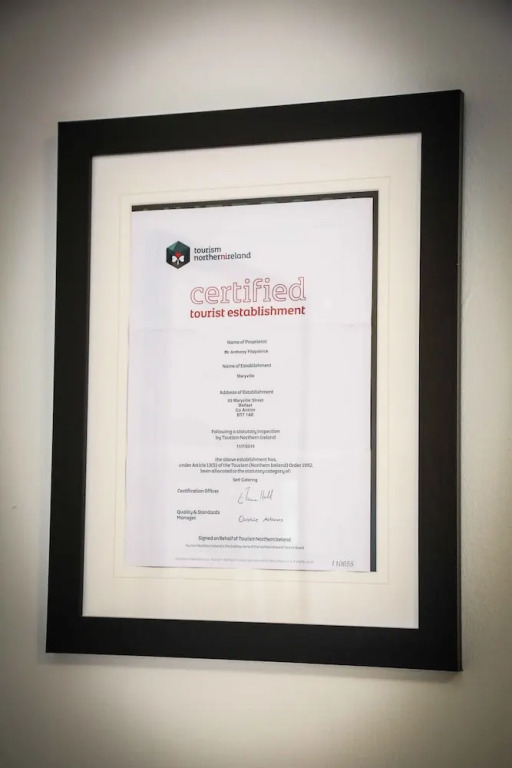 tourism
northernireland
certified
tourist establishment
Name of Proprietor
Mr Anthony Fitzpatrick
Name of Establishment
Maryville
Address of Establishment
Maryville Street
Belfast
Co Antrim
Following a statutory inspection
by Tourism Northern Ireland
the above establishment has,
under Article 13(5) of the Tourism (Northern Ireland) Order 1992,
been allocated to the statutory category of:
Self Catering
Certification Officer
Quality & Standards
Manager
Signed on Behalf of Tourism Northern Ireland
110655